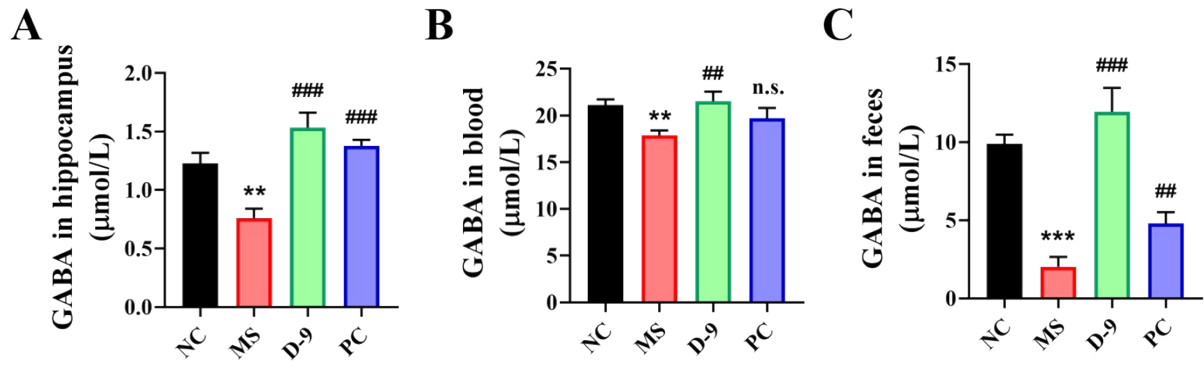 A
GABA in hippocampus
(μmol/L)
2.0
1.5
1.0
0.5
0.0
**
###
###
NC
MS
D-9
PC
B
GABA in blood
(μmol/L)
25
20
15
10
5
0
**
##
n.s.
NC
MS
D-9
PC
C
GABA in feces
(μmol/L)
15
10
5
0
***
###
##
NC
MS
D-9
PC